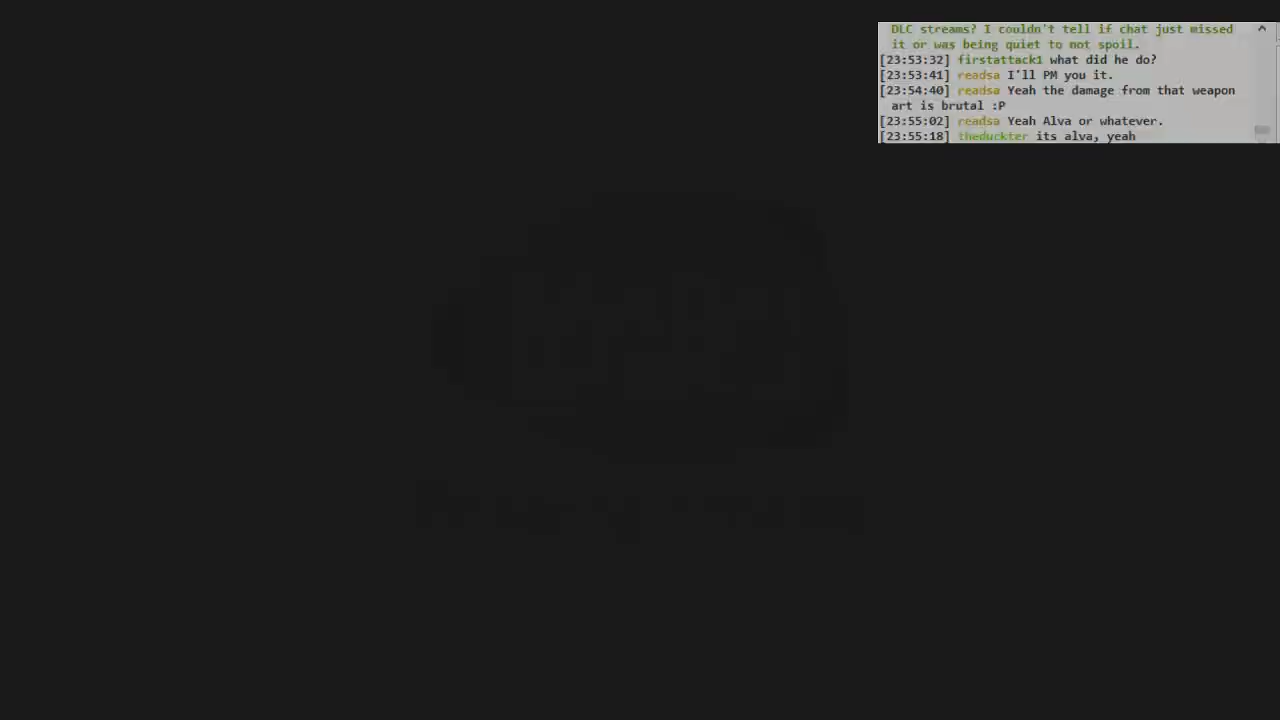 DLC streams? I couldn't tell if chat just missed
it or was being quiet to not spoil.
[23:53:32] firstattack1 what did he do?
[23:53:41] readsa I'll PM you it.
[23:54:40] readsa Yeah the damage from that weapon
art is brutal :P
[23:55:02] readsa Yeah Alva or whatever.
[23:55:18] theduckter its alva, yeah